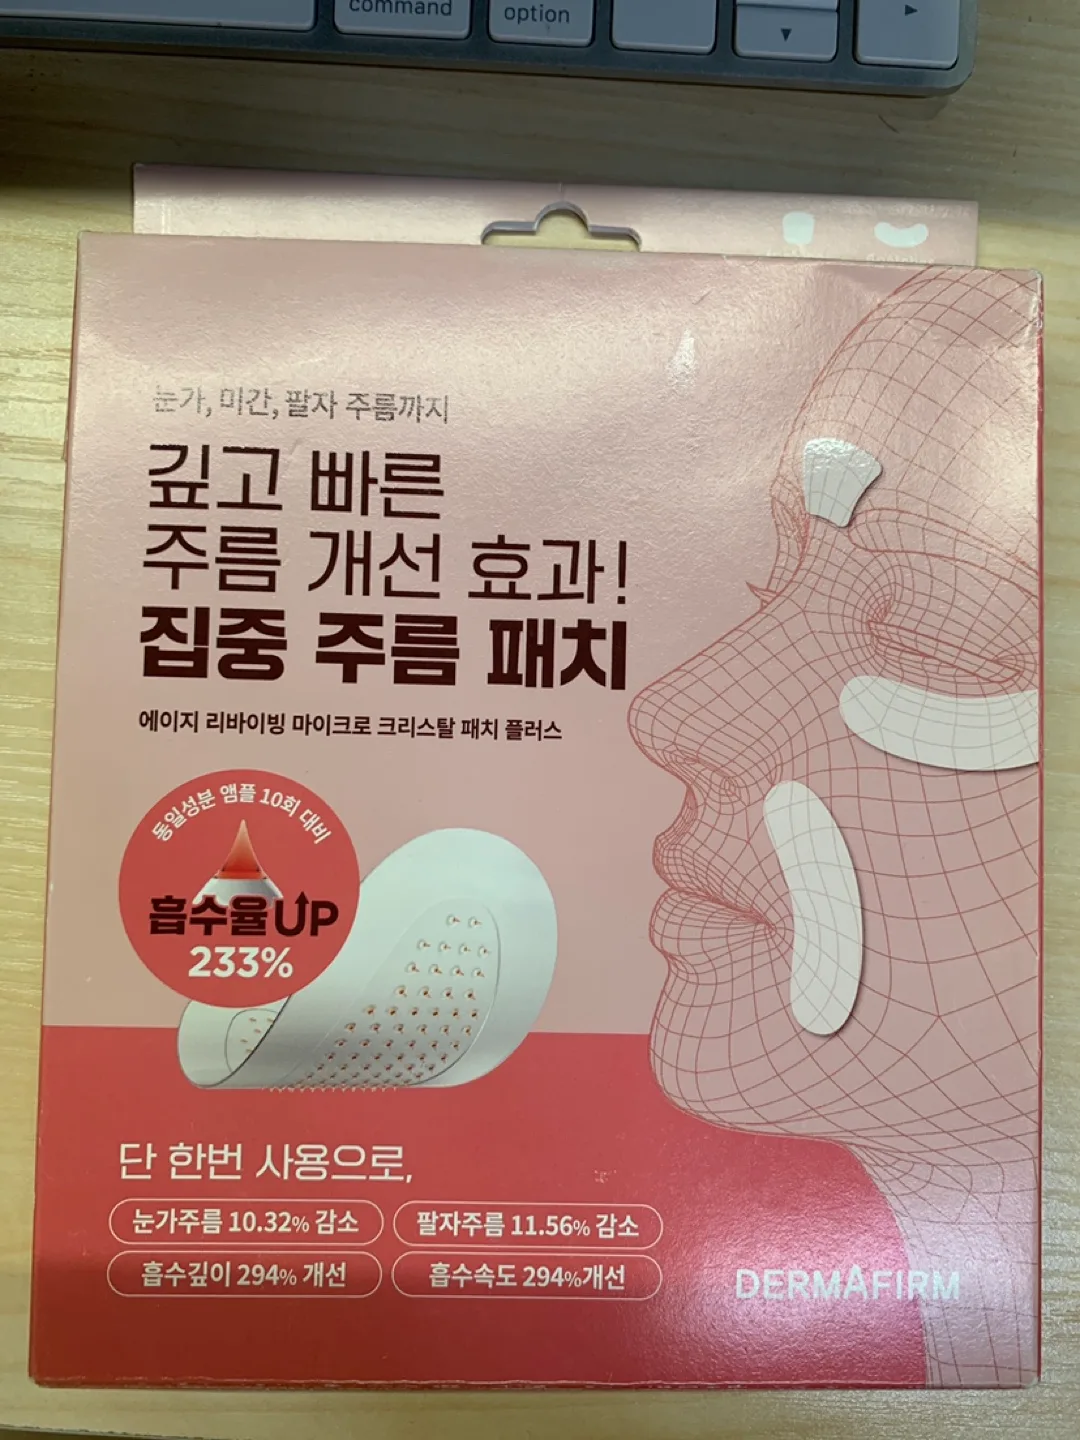 command
option
눈가, 미간, 팔자 주름까지
깊고 빠른
주름 개선 효과!
집중 주름 패치
에이지 리바이빙 마이크로 크리스탈 패치 플러스
동일성분 앰플 10회 대비
흡수율UP
233%
단 한번 사용으로,
눈가주름 10.32% 감소
팔자주름 11.56% 감소
흡수깊이 294% 개선
흡수속도 294%개선
DERMAFIRM